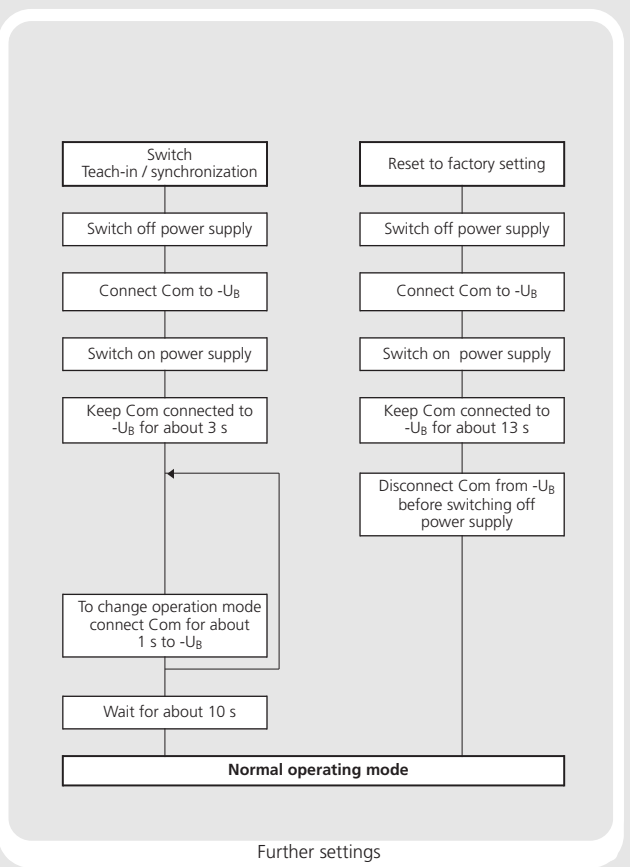 Switch
Teach-in / synchronization
Switch off power supply
Connect Com to -UB
Switch on power supply
Keep Com connected to
-UB for about 3 s
To change operation mode
connect Com for about
1 s to -UB
Wait for about 10 s
Reset to factory setting
Switch off power supply
Connect Com to -UB
Switch on power supply
Keep Com connected to
-UB for about 13 s
Disconnect Com from -UB
before switching off
power supply
Normal operating mode
Further settings